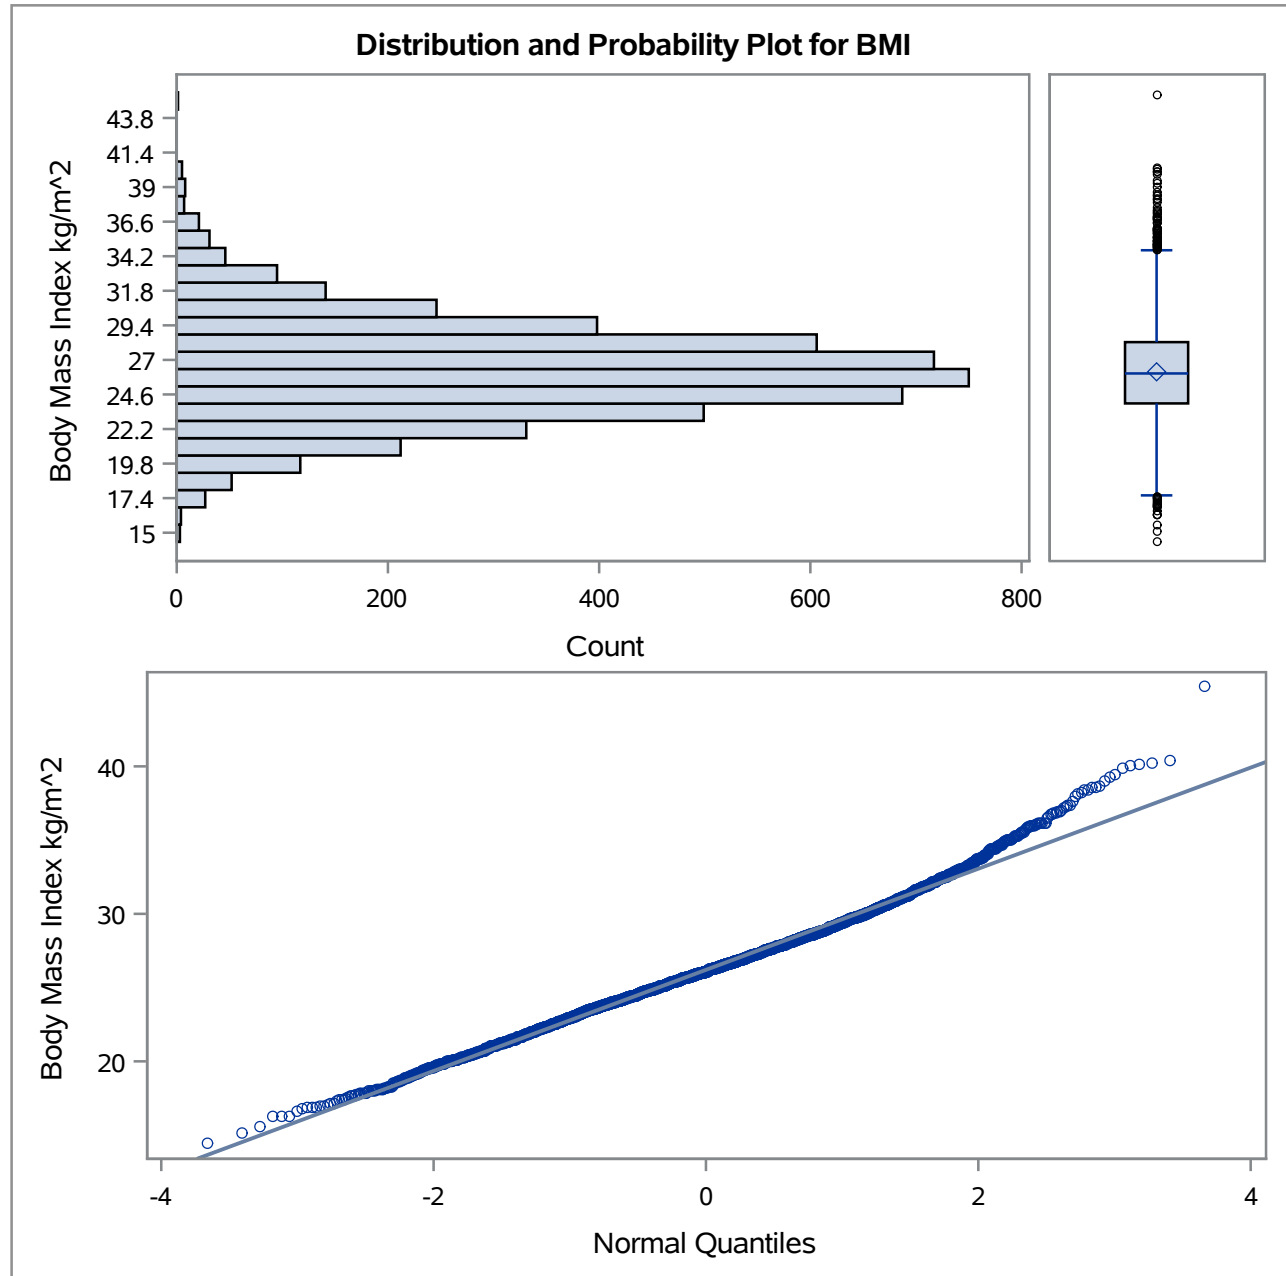 Distribution and Probability Plot for BMI
Body Mass Index kg/m^2
43.8
41.4
39
36.6
34.2
31.8
29.4
27
24.6
22.2
19.8
17.4
15
0 200 400 600 800
Count
Body Mass Index kg/m^2
40
30
20
-4 -2 0 2 4
Normal Quantiles